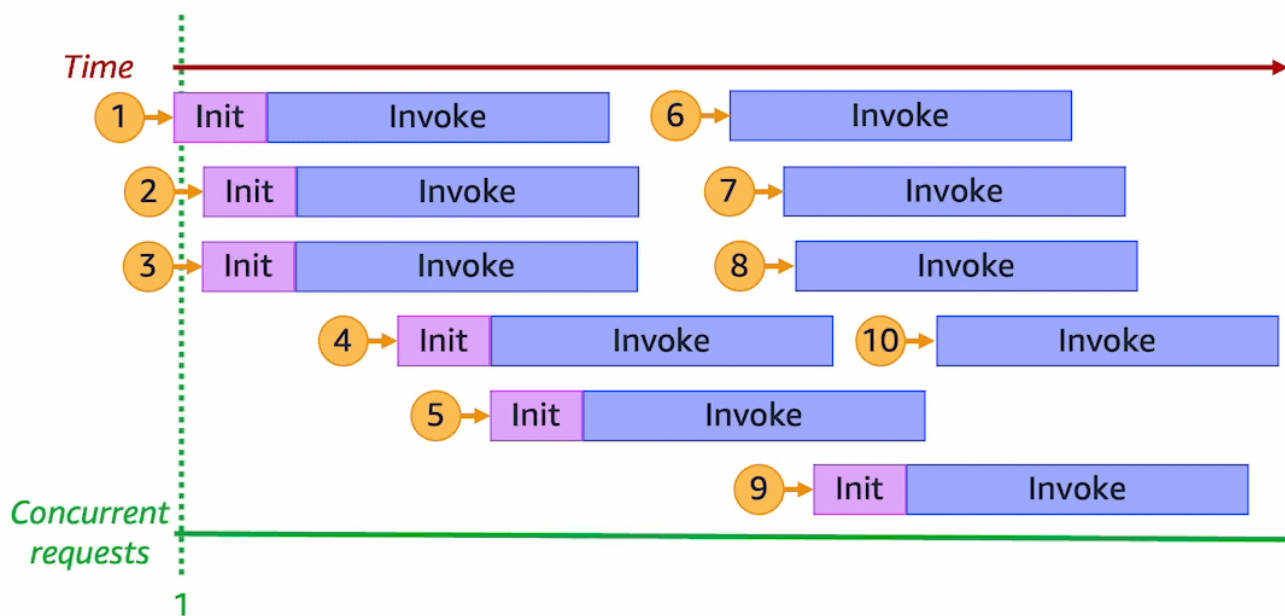 Time
1 Init Invoke 6 Invoke
2 Init Invoke 7 Invoke
3 Init Invoke 8 Invoke
4 Init Invoke 10 Invoke
5 Init Invoke
9 Init Invoke
Concurrent
requests
1